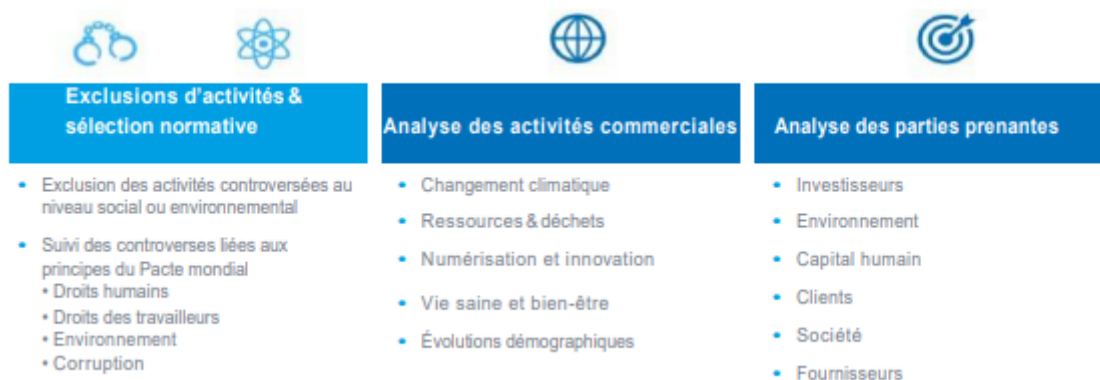 Exclusions d'activités &
sélection normative
• Exclusion des activités controversées au
niveau social ou environnemental
• Suivi des controverses liées aux
principes du Pacte mondial
• Droits humains
• Droits des travailleurs
• Environnement
• Corruption
Analyse des activités commerciales
• Changement climatique
• Ressources & déchets
• Numérisation et innovation
• Vie saine et bien-être
• Évolutions démographiques
Analyse des parties prenantes
• Investisseurs
• Environnement
• Capital humain
• Clients
• Société
• Fournisseurs